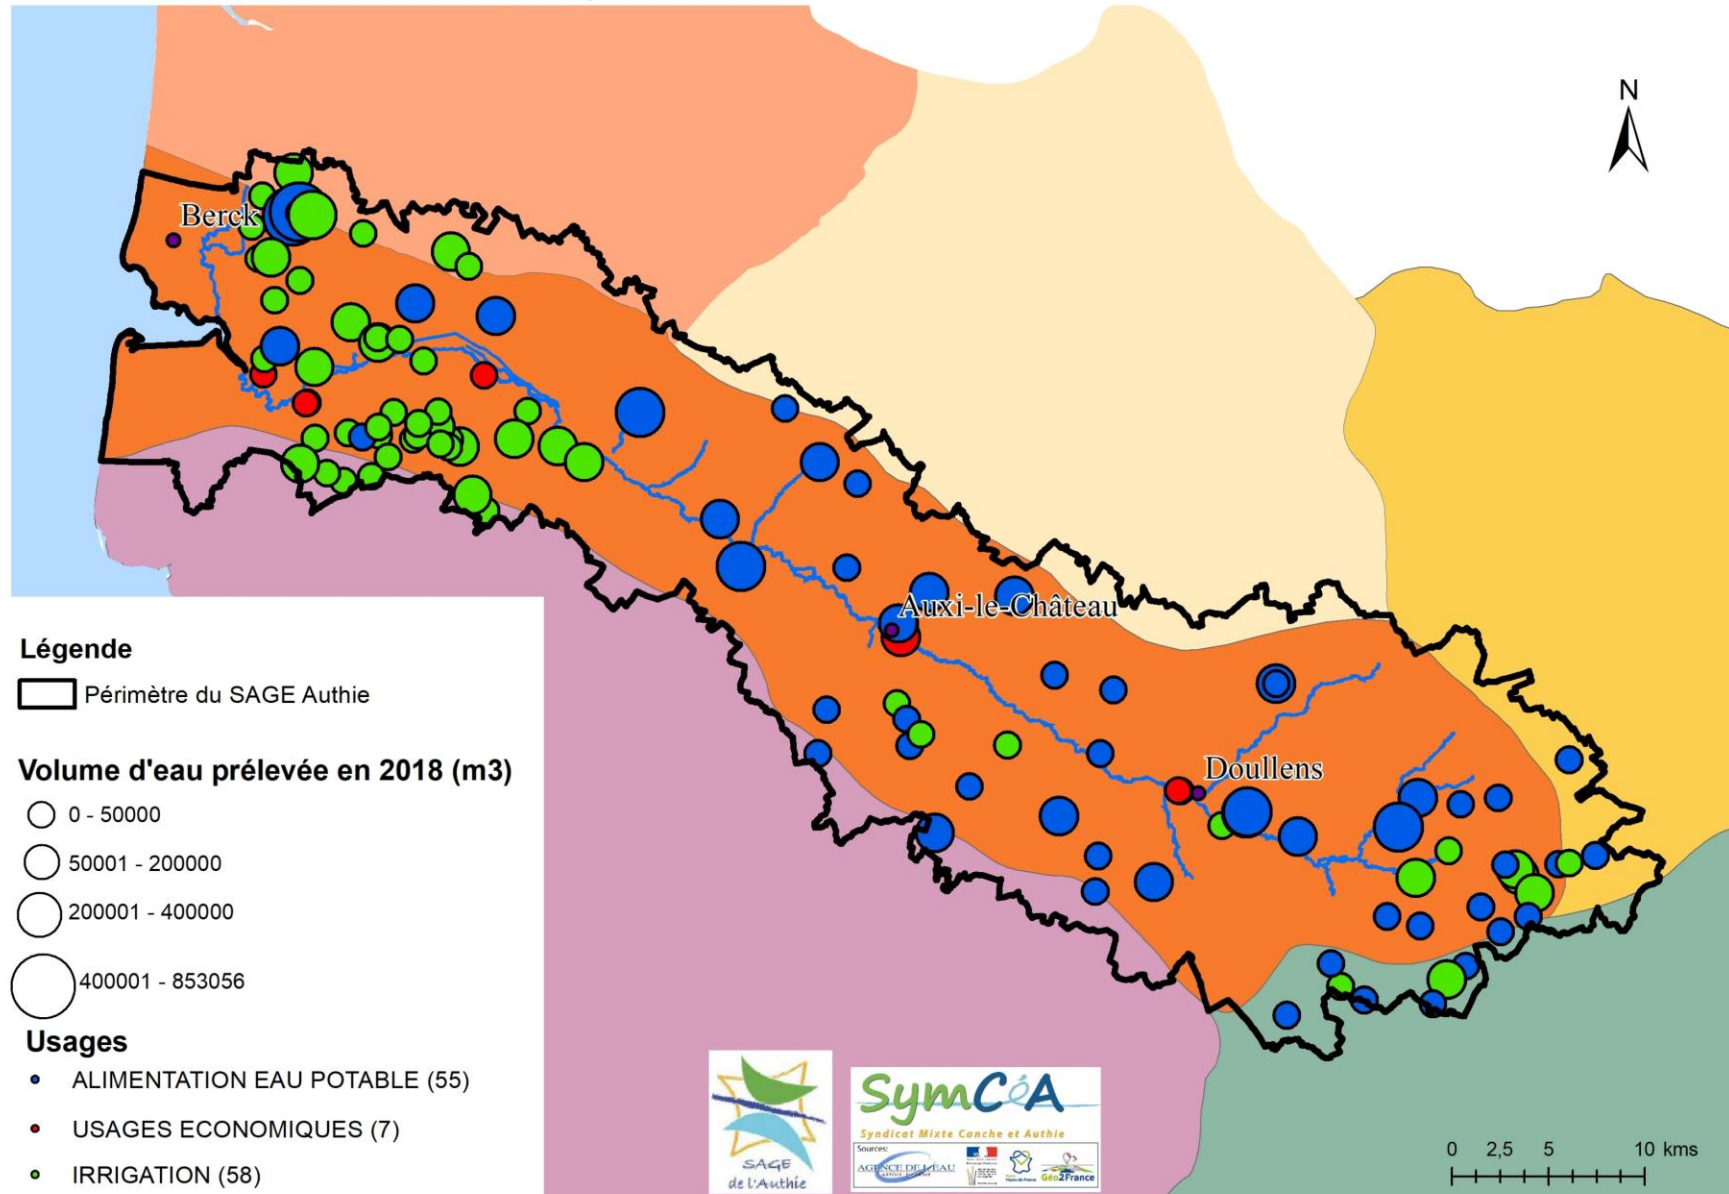 N
Berck
Auxi-le-Château
Doullens
Légende
Périmètre du SAGE Authie
Volume d'eau prélevée en 2018 (m3)
0 - 50000
50001 - 200000
200001 - 400000
400001 - 853056
Usages
ALIMENTATION EAU POTABLE (55)
USAGES ECONOMIQUES (7)
IRRIGATION (58)
SAGE
de l'Authie
SymCéA
Syndicat Mixte Canche et Authie
Sources:
AGENCE DE L'EAU
Géo2France
0 2,5 5 10 kms